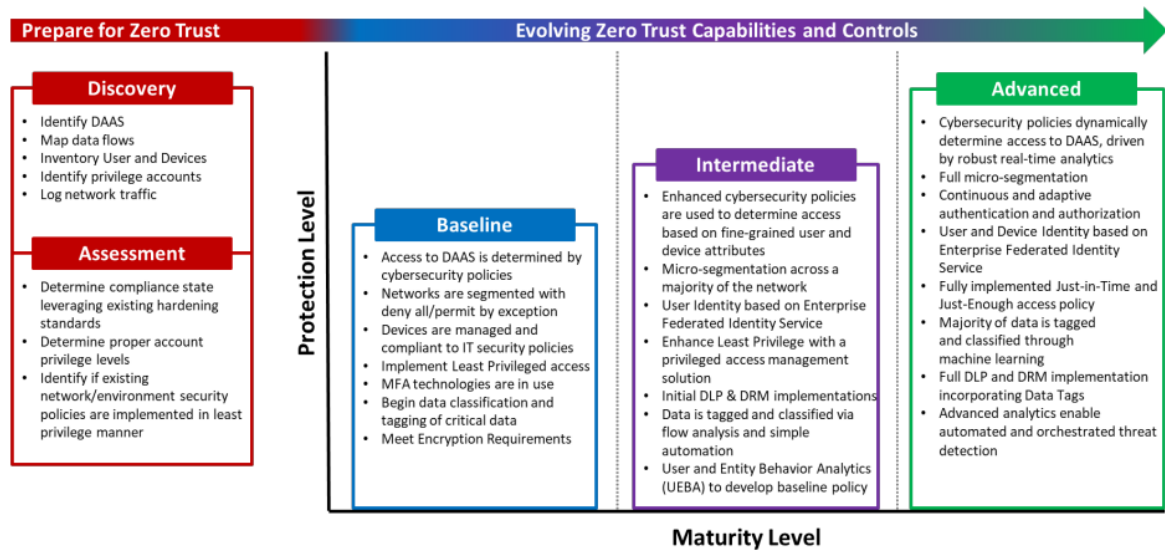 Prepare for Zero Trust
Evolving Zero Trust Capabilities and Controls
Discovery
• Identify DAAS
• Map data flows
• Inventory User and Devices
• Identify privilege accounts
• Log network traffic
Assessment
• Determine compliance state
leveraging existing hardening
standards
• Determine proper account
privilege levels
• Identify if existing
network/environment security
policies are implemented in least
privilege manner
Protection Level
Baseline
• Access to DAAS is determined by
cybersecurity policies
• Networks are segmented with
deny all/permit by exception
• Devices are managed and
compliant to IT security policies
• Implement Least Privileged access
• MFA technologies are in use
• Begin data classification and
tagging of critical data
• Meet Encryption Requirements
Intermediate
• Enhanced cybersecurity policies
are used to determine access
based on fine-grained user and
device attributes
• Micro-segmentation across a
majority of the network
• User Identity based on Enterprise
Federated Identity Service
• Enhance Least Privilege with a
privileged access management
solution
• Initial DLP & DRM implementations
• Data is tagged and classified via
flow analysis and simple
automation
• User and Entity Behavior Analytics
(UEBA) to develop baseline policy
Advanced
• Cybersecurity policies dynamically
determine access to DAAS, driven
by robust real-time analytics
• Full micro-segmentation
• Continuous and adaptive
authentication and authorization
• User and Device Identity based on
Enterprise Federated Identity
Service
• Fully implemented Just-in-Time and
Just-Enough access policy
• Majority of data is tagged
and classified through
machine learning
• Full DLP and DRM implementation
incorporating Data Tags
• Advanced analytics enable
automated and orchestrated threat
detection
Maturity Level